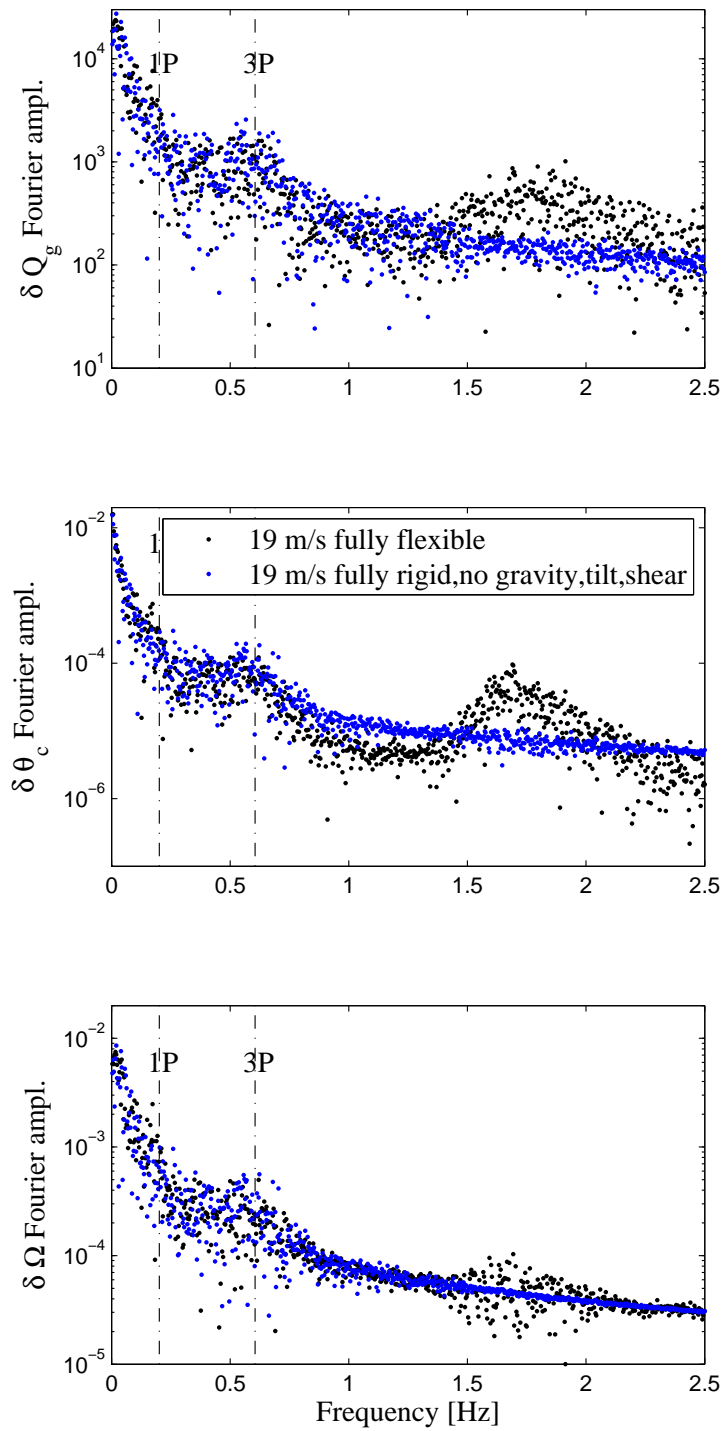 1P 3P
10^4
10^3
10^2
10^1
δ Q_g Fourier ampl.
0 0.5 1 1.5 2 2.5
19 m/s fully flexible
19 m/s fully rigid,no gravity,tilt,shear
1
10^-2
10^-4
10^-6
δ θ_c Fourier ampl.
0 0.5 1 1.5 2 2.5
1P 3P
10^-2
10^-3
10^-4
10^-5
δ Ω Fourier ampl.
0 0.5 1 1.5 2 2.5
Frequency [Hz]